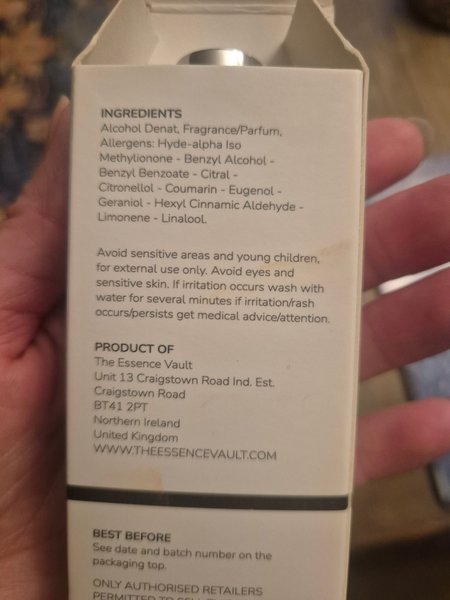 INGREDIENTS
Alcohol Denat, Fragrance/Parfum,
Allergens: Hyde-alpha Iso
Methylionone - Benzyl Alcohol -
Benzyl Benzoate - Citral -
Citronellol - Coumarin - Eugenol -
Geraniol - Hexyl Cinnamic Aldehyde -
Limonene - Linalool.
Avoid sensitive areas and young children,
for external use only. Avoid eyes and
sensitive skin. If irritation occurs wash with
water for several minutes if irritation/rash
occurs/persists get medical advice/attention.
PRODUCT OF
The Essence Vault
Unit 13 Craigstown Road Ind. Est.
Craigstown Road
BT41 2PT
Northern Ireland
United Kingdom
WWW.THEESSENCEVAULT.COM
BEST BEFORE
See date and batch number on the
packaging top.
ONLY AUTHORISED RETAILERS
PERMITTED TO